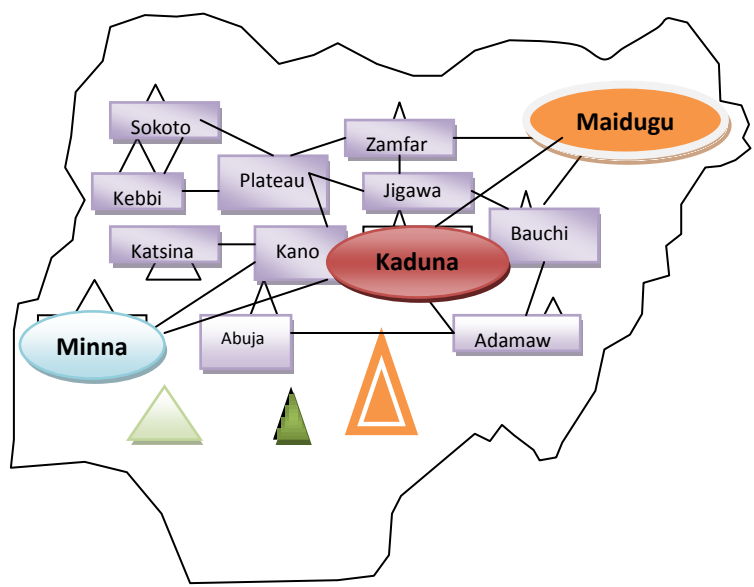 Sokoto
Zamfar
Maidugu
Plateau
Kebbi
Jigawa
Bauchi
Katsina
Kano
Kaduna
Minna
Abuja
Adamaw